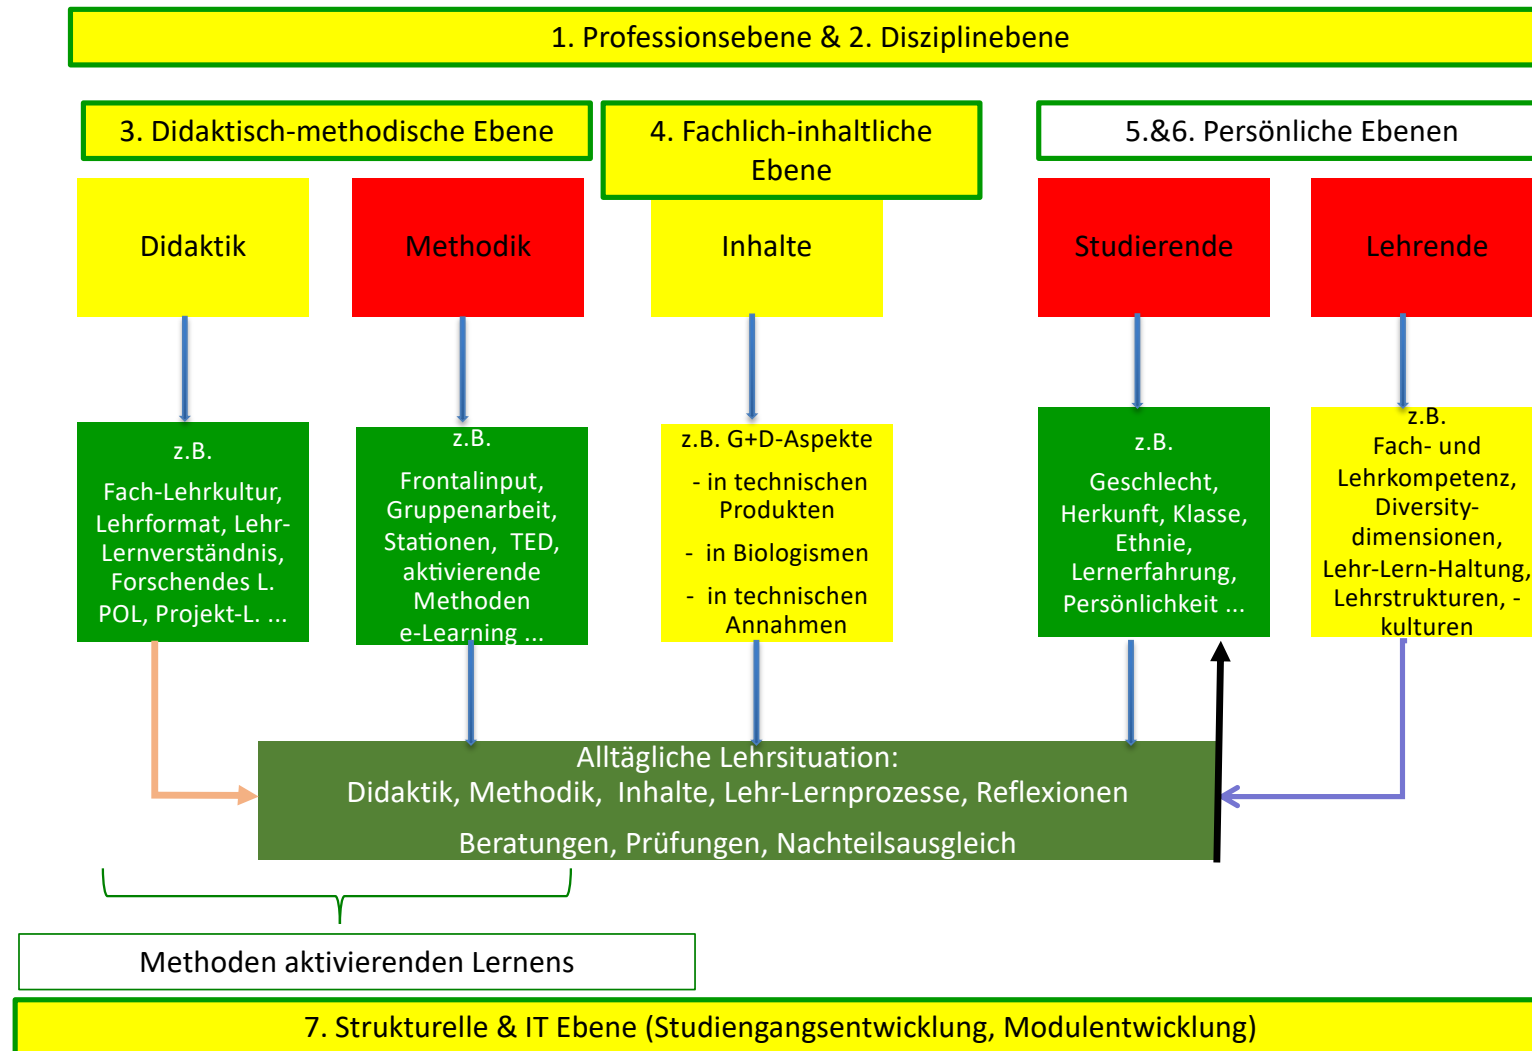 1. Professionsebene & 2. Disziplinebene
3. Didaktisch-methodische Ebene
4. Fachlich-inhaltliche
Ebene
5.&6. Persönliche Ebenen
Didaktik
Methodik
Inhalte
Studierende
Lehrende
z.B.
Fach-Lehrkultur,
Lehrformat, Lehr-
Lernverständnis,
Forschendes L.
POL, Projekt-L. ...
z.B.
Frontalinput,
Gruppenarbeit,
Stationen, TED,
aktivierende
Methoden
e-Learning ...
z.B. G+D-Aspekte
- in technischen
Produkten
- in Biologismen
- in technischen
Annahmen
z.B.
Geschlecht,
Herkunft, Klasse,
Ethnie,
Lernerfahrung,
Persönlichkeit ...
z.B.
Fach- und
Lehrkompetenz,
Diversity-
dimensionen,
Lehr-Lern-Haltung,
Lehrstrukturen, -
kulturen
Alltägliche Lehrsituation:
Didaktik, Methodik, Inhalte, Lehr-Lernprozesse, Reflexionen
Beratungen, Prüfungen, Nachteilsausgleich
Methoden aktivierenden Lernens
7. Strukturelle & IT Ebene (Studiengangsentwicklung, Modulentwicklung)